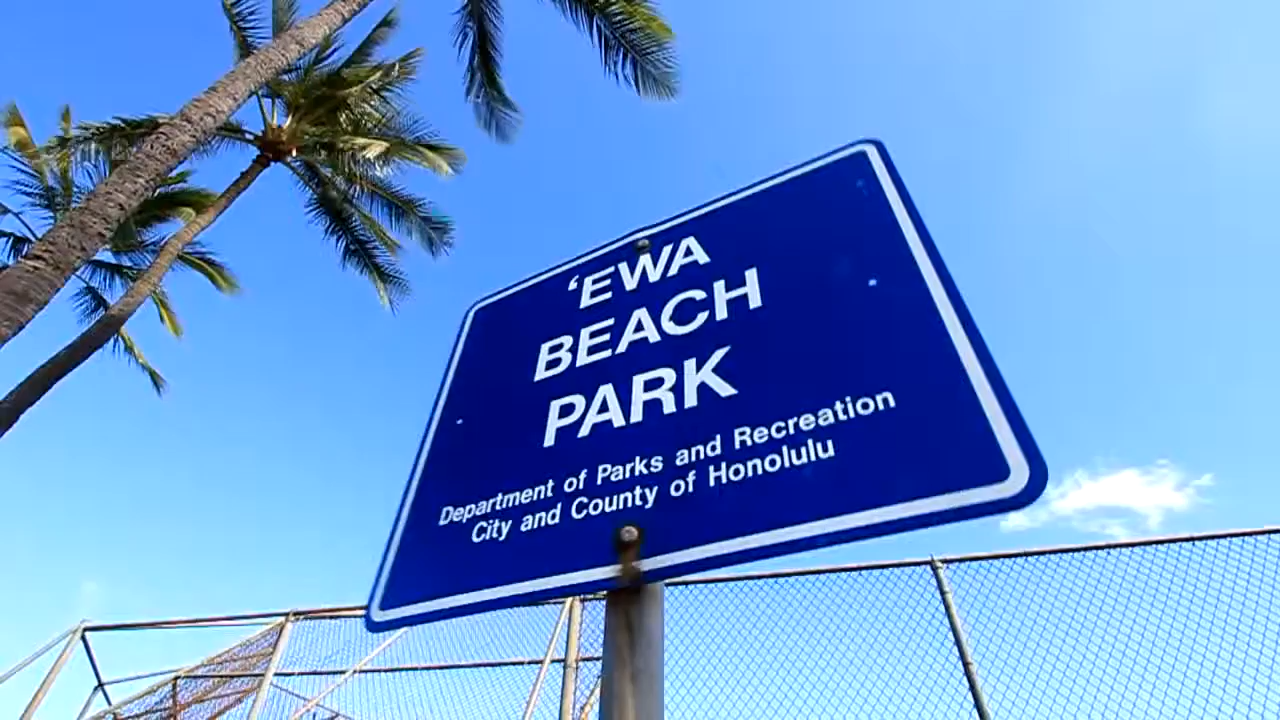 ‘EWA
BEACH
PARK
Department of Parks and Recreation
City and County of Honolulu